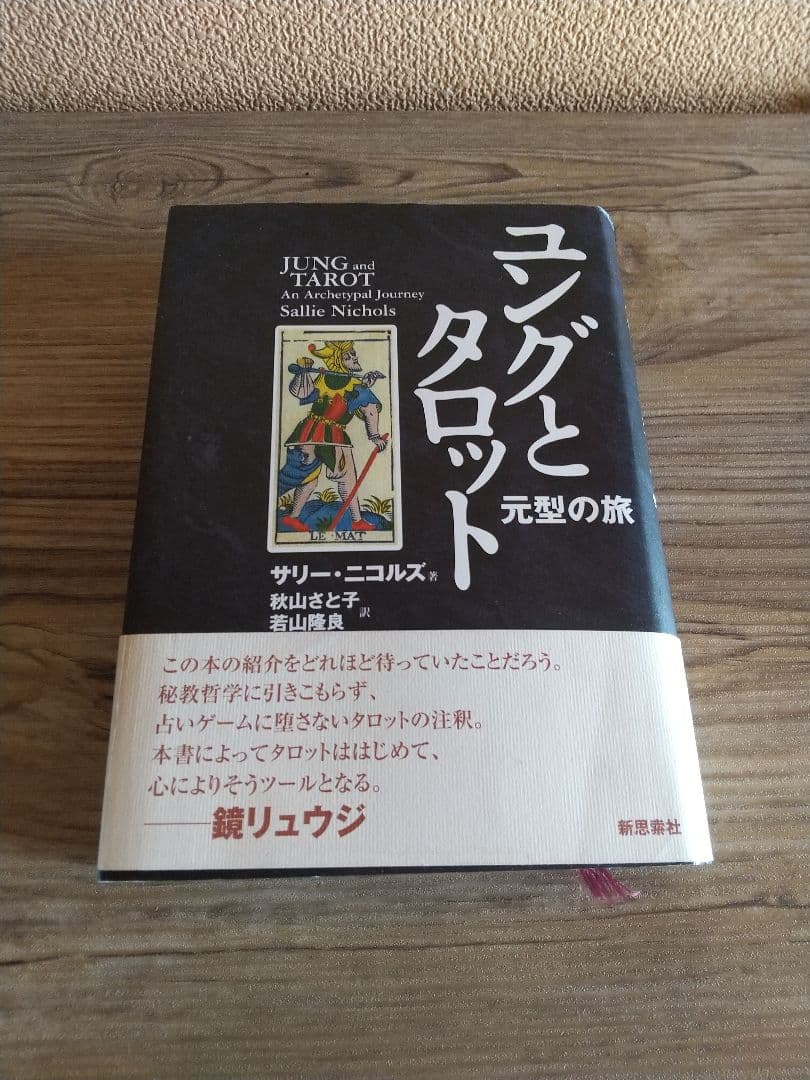 JUNG and
TAROT
An Archetypal Journey
Sallie Nichols
ユングと
タロット
元型の旅
LE·MAT
サリー・ニコルズ著
秋山さと子
若山隆良
訳
この本の紹介をどれほど待っていたことだろう。
秘教哲学に引きこもらず、
占いゲームに堕さないタロットの注釈。
本書によってタロットははじめて、
心によりそうツールとなる。
——鏡リュウジ
新思索社